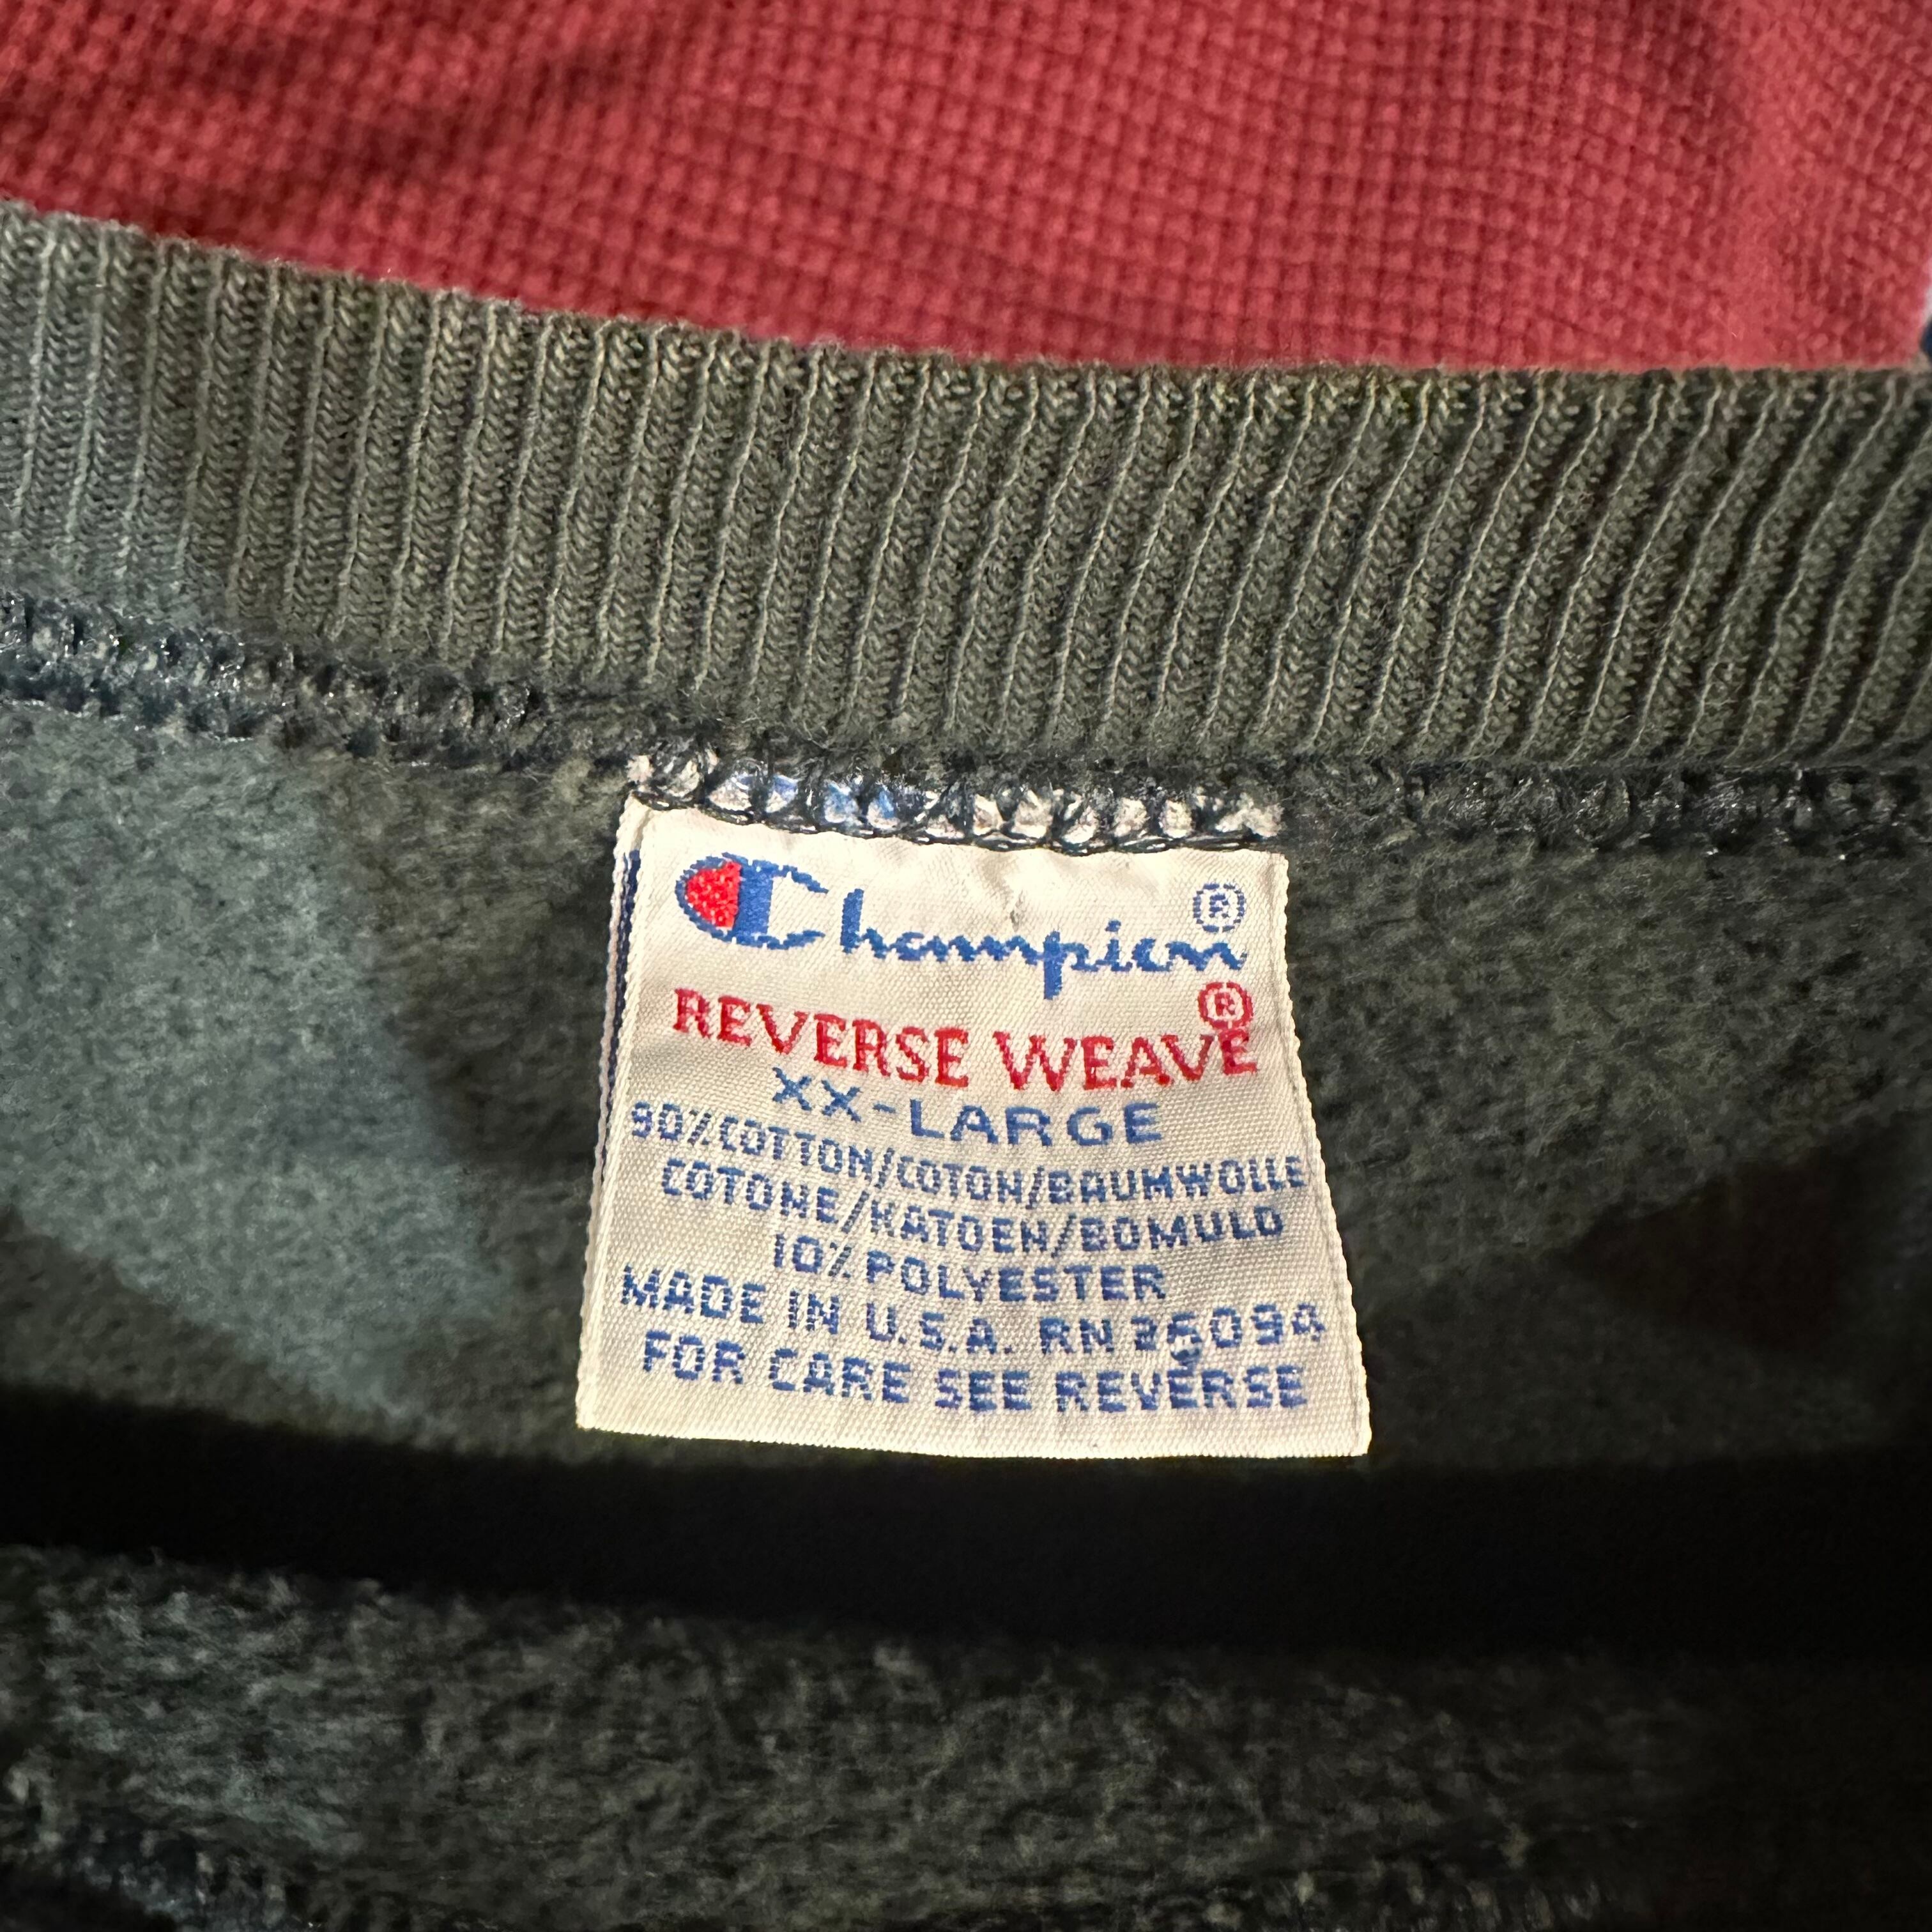 Champion®
REVERSE WEAVE®
XX-LARGE
90%COTTON/COTON/BAUMWOLLE
COTONE/KATOEN/BOMULD
10% POLYESTER
MADE IN U.S.A. RN 26094
FOR CARE SEE REVERSE